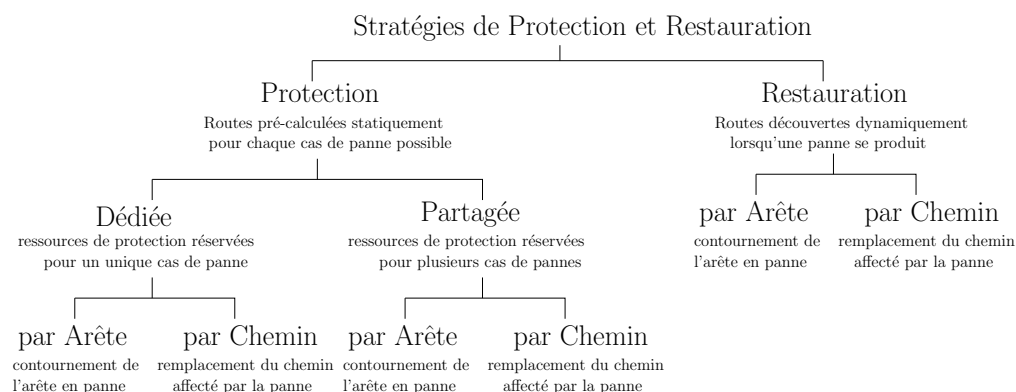 Stratégies de Protection et Restauration
Protection
Routes pré-calculées statiquement
pour chaque cas de panne possible
Restauration
Routes découvertes dynamiquement
lorsqu'une panne se produit
Dédiée
ressources de protection réservées
pour un unique cas de panne
Partagée
ressources de protection réservées
pour plusieurs cas de pannes
par Arête
contournement de
l'arête en panne
par Chemin
remplacement du chemin
affecté par la panne
par Arête
contournement de
l'arête en panne
par Chemin
remplacement du chemin
affecté par la panne
par Arête
contournement de
l'arête en panne
par Chemin
remplacement du chemin
affecté par la panne